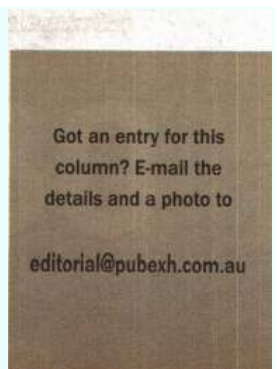 Got an entry for this
column? E-mail the
details and a photo to
editorial@pubexh.com.au